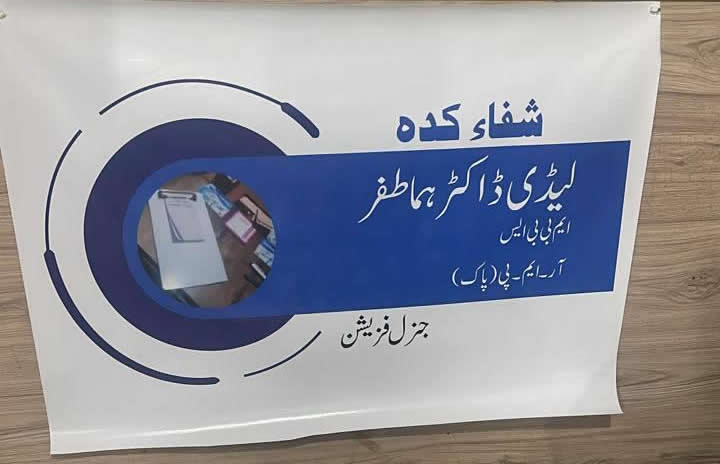 شفاء کدہ
لیڈی ڈاکٹر ہما ظفر
ایم بی بی ایس
آر۔ایم۔پی (پاک)
جنرل فزیشن